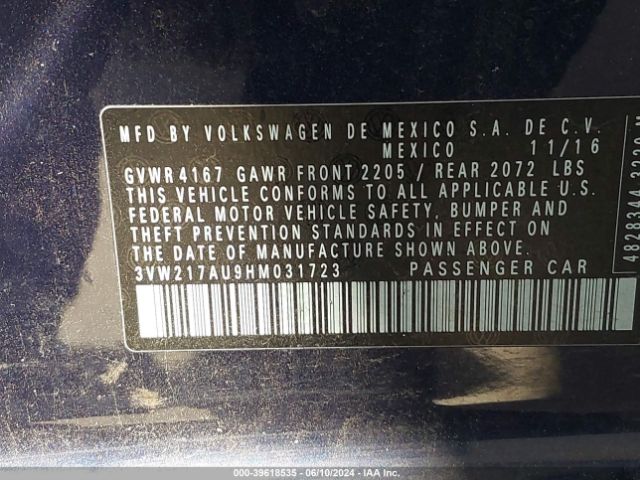 MFD BY VOLKSWAGEN DE MEXICO S.A. DE C.V.
MEXICO 11/16
GVWR 4167 GAWR FRONT 2205 / REAR 2072 LBS
THIS VEHICLE CONFORMS TO ALL APPLICABLE U.S.
FEDERAL MOTOR VEHICLE SAFETY, BUMPER AND
THEFT PREVENTION STANDARDS IN EFFECT ON
THE DATE OF MANUFACTURE SHOWN ABOVE.
3VW217AU9HM031723 PASSENGER CAR
000-39618535 - 06/10/2024 - IAA Inc.